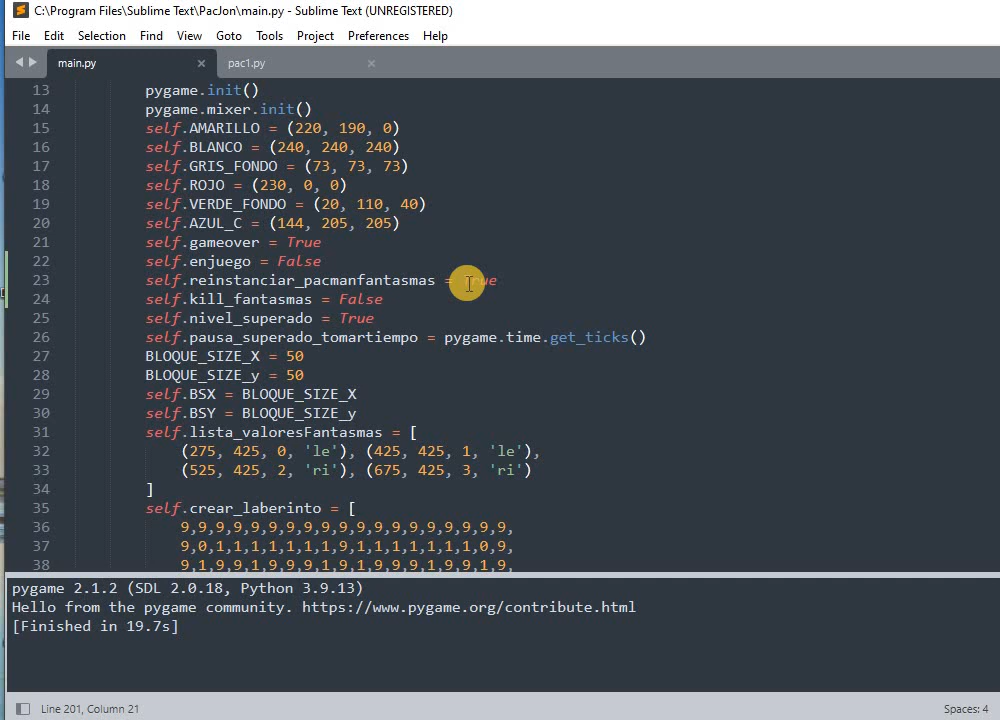 C:\Program Files\Sublime Text\PacJon\main.py - Sublime Text (UNREGISTERED)
File Edit Selection Find View Goto Tools Project Preferences Help
main.py × pac1.py ×
13 pygame.init()
14 pygame.mixer.init()
15 self.AMARILLO = (220, 190, 0)
16 self.BLANCO = (240, 240, 240)
17 self.GRIS_FONDO = (73, 73, 73)
18 self.ROJO = (230, 0, 0)
19 self.VERDE_FONDO = (20, 110, 40)
20 self.AZUL_C = (144, 205, 205)
21 self.gameover = True
22 self.enjuego = False
23 self.reinstanciar_pacmanfantasmas = True
24 self.kill_fantasmas = False
25 self.nivel_superado = True
26 self.pausa_superado_tomartiempo = pygame.time.get_ticks()
27 BLOQUE_SIZE_X = 50
28 BLOQUE_SIZE_y = 50
29 self.BSX = BLOQUE_SIZE_X
30 self.BSY = BLOQUE_SIZE_y
31 self.lista_valoresFantasmas = [
32 (275, 425, 0, 'le'), (425, 425, 1, 'le'),
33 (525, 425, 2, 'ri'), (675, 425, 3, 'ri')
34 ]
35 self.crear_laberinto = [
36 9,9,9,9,9,9,9,9,9,9,9,9,9,9,9,9,9,9,9,
37 9,0,1,1,1,1,1,1,1,9,1,1,1,1,1,1,1,0,9,
38 9,1,9,9,1,9,9,9,1,9,1,9,9,9,1,9,9,1,9,
pygame 2.1.2 (SDL 2.0.18, Python 3.9.13)
Hello from the pygame community. https://www.pygame.org/contribute.html
[Finished in 19.7s]
Line 201, Column 21 Spaces: 4